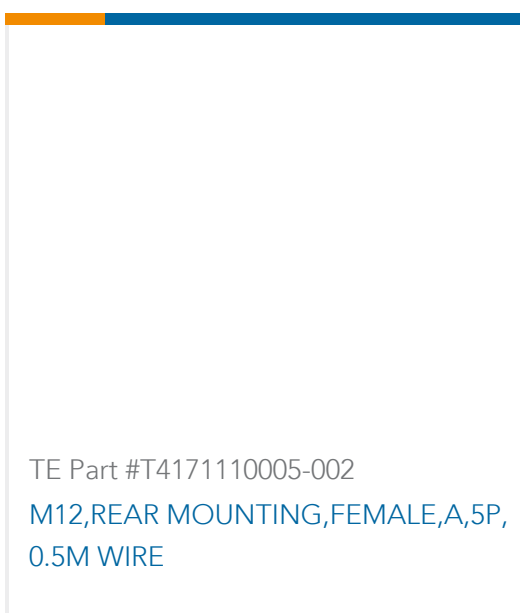 TE Part #T4171110005-002
M12,REAR MOUNTING,FEMALE,A,5P,
0.5M WIRE